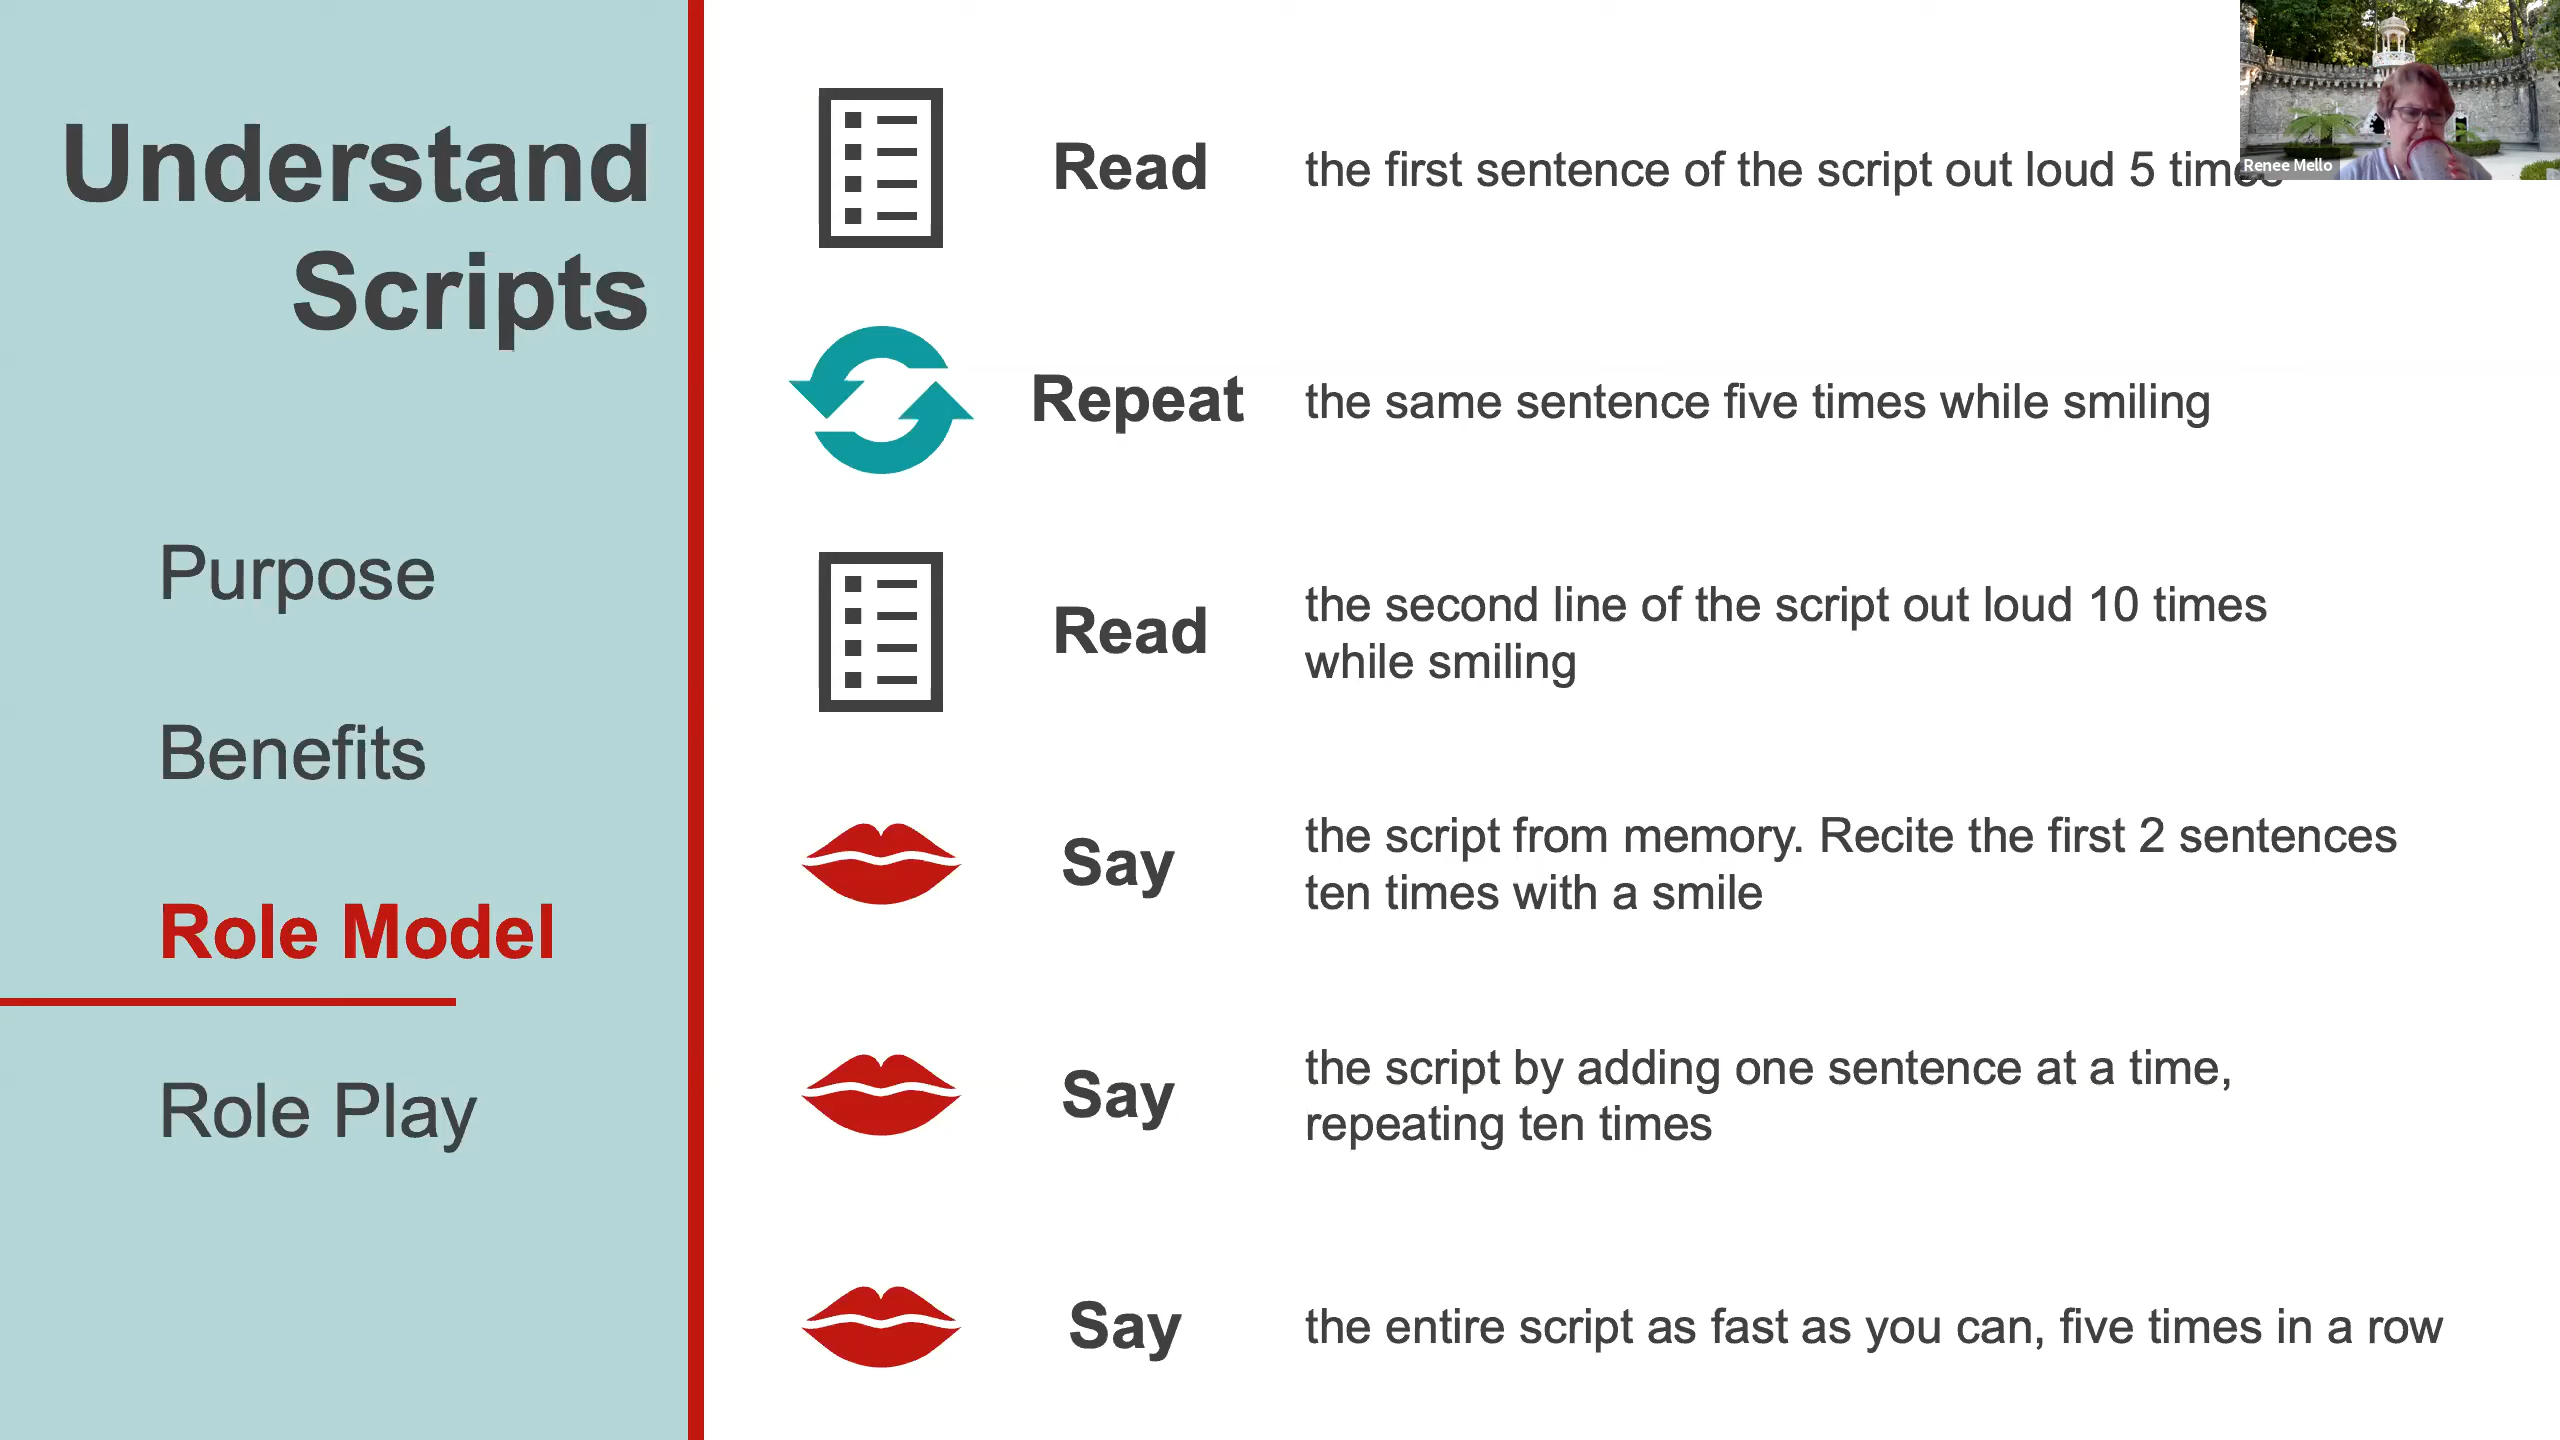 Understand
Scripts
Purpose
Benefits
Role Model
Role Play
Read
the first sentence of the script out loud 5 times
Repeat
the same sentence five times while smiling
Read
the second line of the script out loud 10 times
while smiling
Say
the script from memory. Recite the first 2 sentences
ten times with a smile
Say
the script by adding one sentence at a time,
repeating ten times
Say
the entire script as fast as you can, five times in a row
Renee Mello